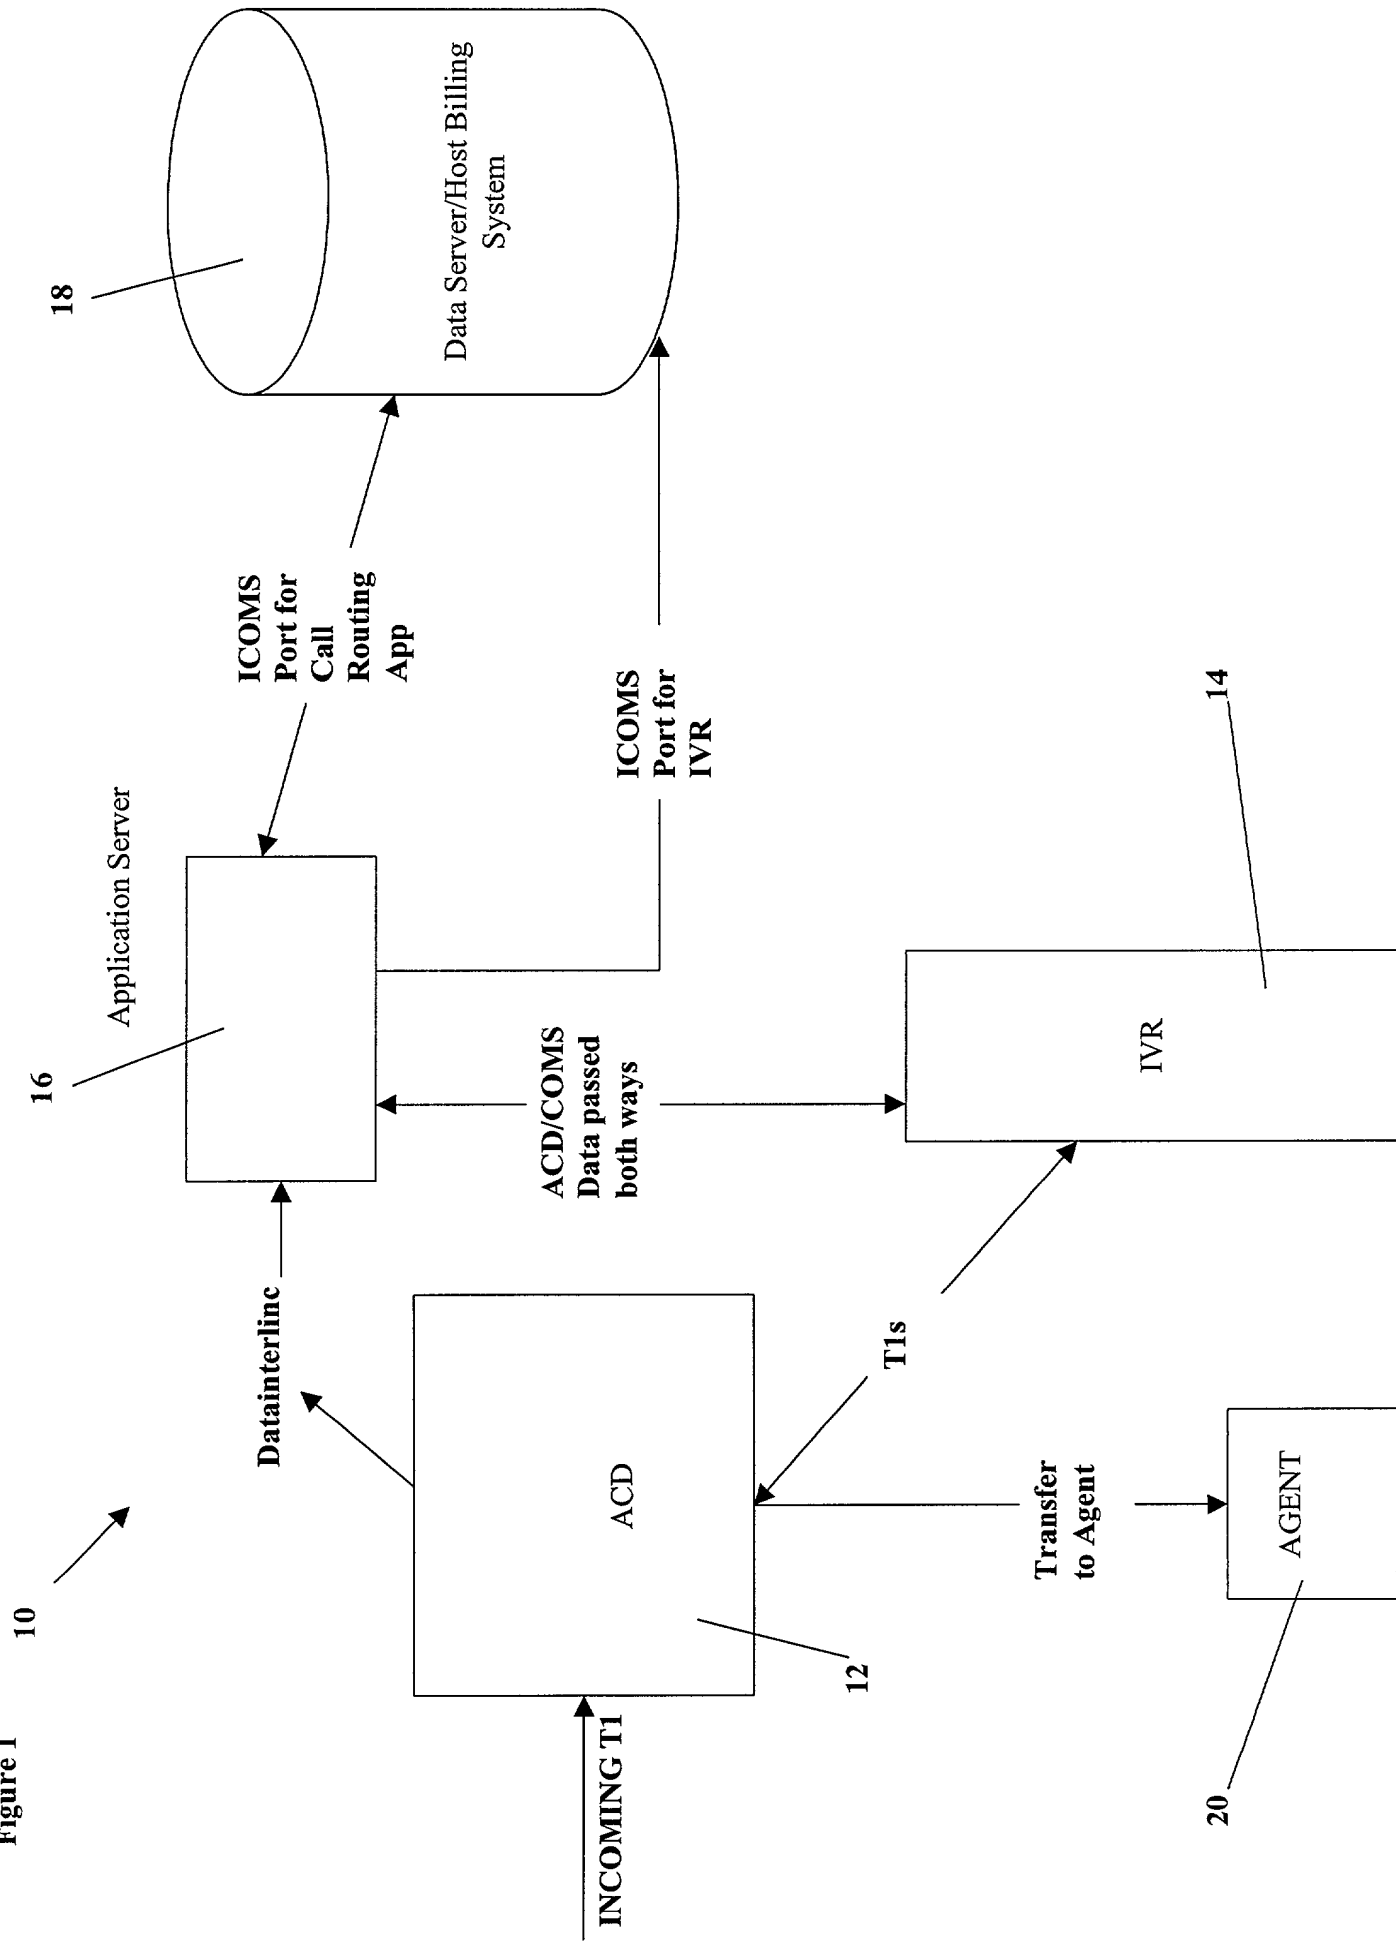 Figure 1
10
16
Application Server
18
Datainterlinc
ICOMS
Port for
Call
Routing
App
Data Server/Host Billing
System
INCOMING T1
ACD
12
ACD/COMS
Data passed
both ways
ICOMS
Port for
IVR
T1s
Transfer
to Agent
IVR
14
AGENT
20